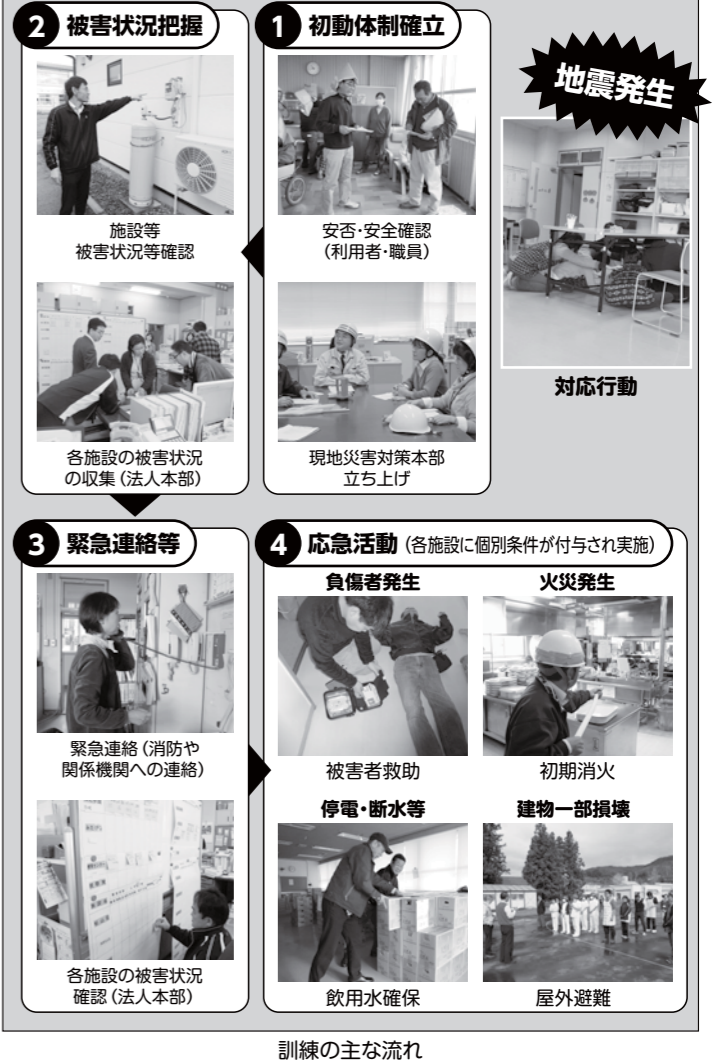 地震発生
対応行動
1 初動体制確立
安否・安全確認
(利用者・職員)
現地災害対策本部
立ち上げ
2 被害状況把握
施設等
被害状況等確認
各施設の被害状況
の収集(法人本部)
3 緊急連絡等
緊急連絡(消防や
関係機関への連絡)
各施設の被害状況
確認(法人本部)
4 応急活動(各施設に個別条件が付与され実施)
負傷者発生
被害者救助
火災発生
初期消火
停電・断水等
飲用水確保
建物一部損壊
屋外避難
訓練の主な流れ